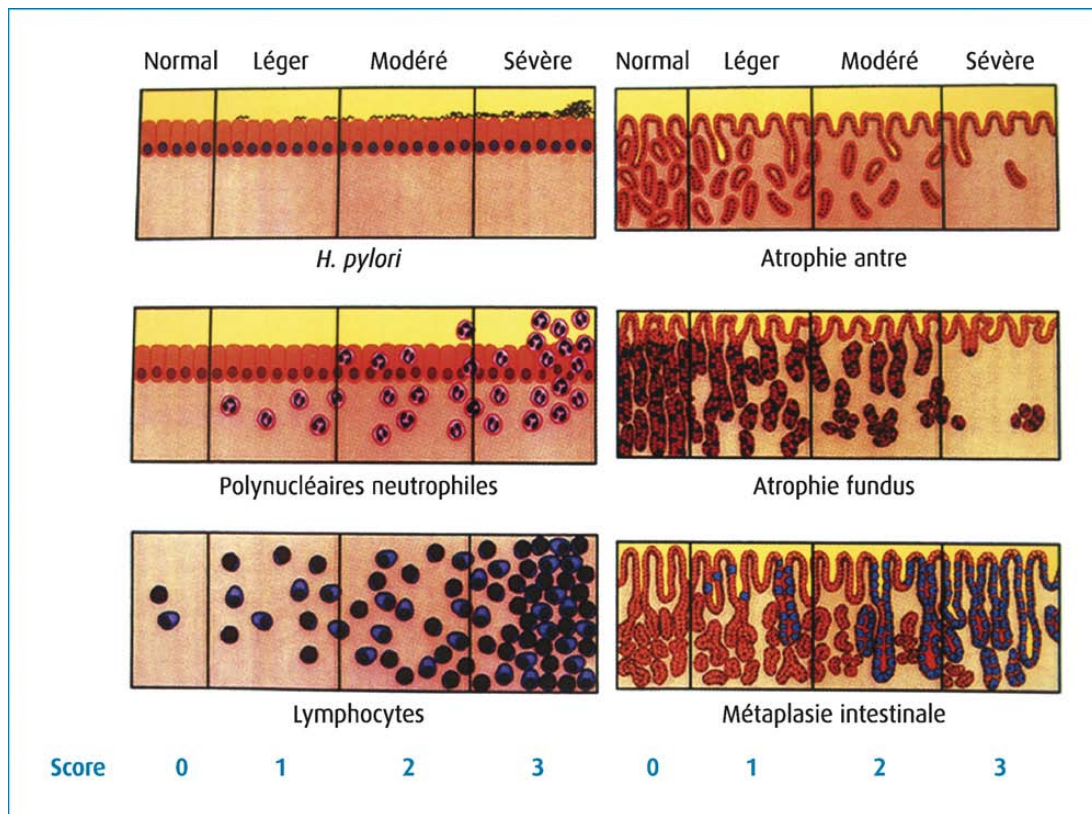 Normal Léger Modéré Sévère Normal Léger Modéré Sévère
H. pylori Atrophie antre
Polynucléaires neutrophiles Atrophie fundus
Lymphocytes Métaplasie intestinale
Score 0 1 2 3 0 1 2 3